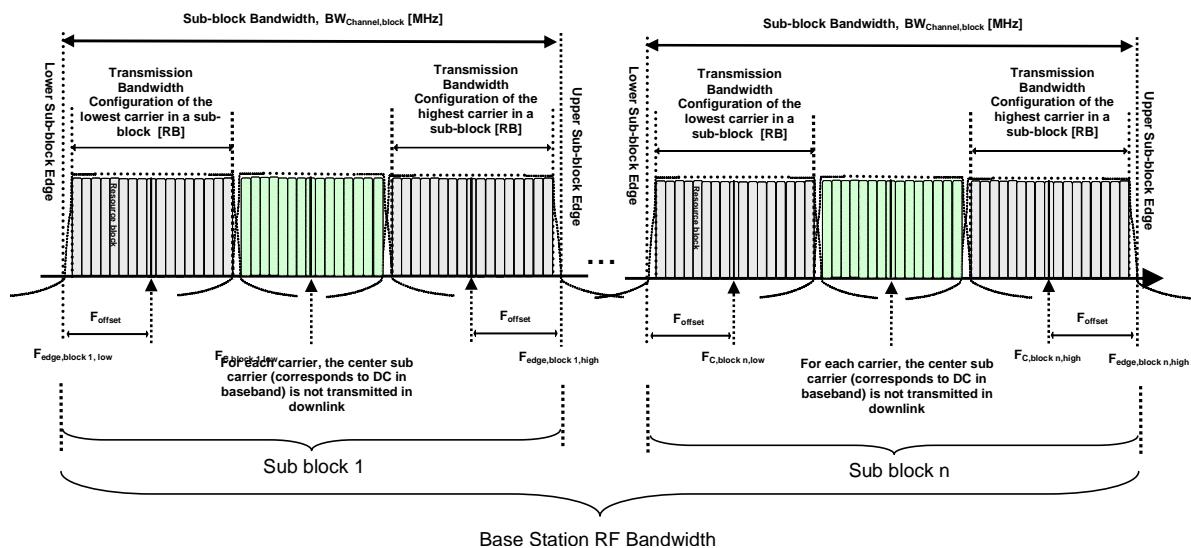 Sub-block Bandwidth, BWChannel,block [MHz]
Sub-block Bandwidth, BWChannel,block [MHz]
Lower Sub-block Edge
Transmission
Bandwidth
Configuration of the
lowest carrier in a sub-
block [RB]
Transmission
Bandwidth
Configuration of the
highest carrier in
a sub-block [RB]
Upper Sub-block Edge
Resource block
Lower Sub-block Edge
Transmission
Bandwidth
Configuration of the
lowest carrier in a
sub-block [RB]
Transmission
Bandwidth
Configuration of the
highest carrier in
a sub-block [RB]
Upper Sub-block Edge
Resource block
...
Foffset
Foffset
Foffset
Foffset
Fedge,block 1, low
FC,block 1,low
Fedge,block 1,high
FC,block n,low
FC,block n,high
Fedge,block n,high
For each carrier, the center sub
carrier (corresponds to DC in
baseband) is not transmitted in
downlink
For each carrier, the center sub
carrier (corresponds to DC in
baseband) is not transmitted in
downlink
Sub block 1
Sub block n
Base Station RF Bandwidth